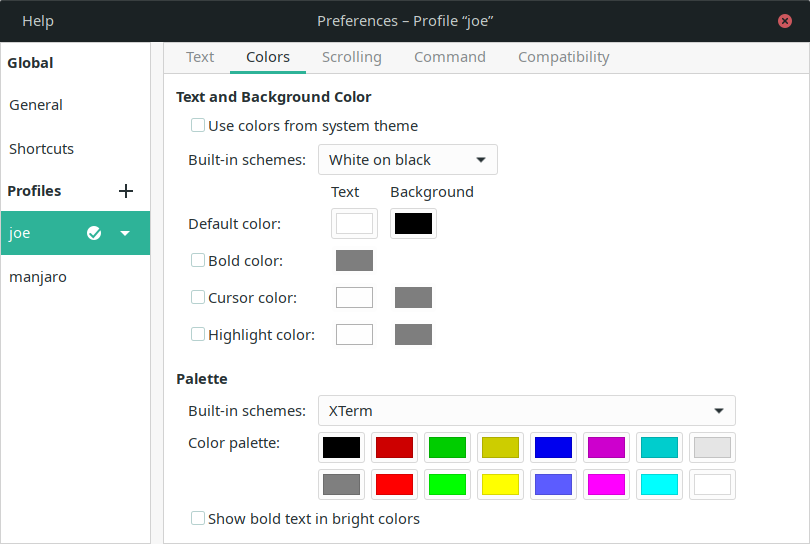 Help
Preferences – Profile “joe”
Global
General
Shortcuts
Profiles
joe
manjaro
Text Colors Scrolling Command Compatibility
Text and Background Color
Use colors from system theme
Built-in schemes: White on black
Text Background
Default color:
Bold color:
Cursor color:
Highlight color:
Palette
Built-in schemes: XTerm
Color palette:
Show bold text in bright colors